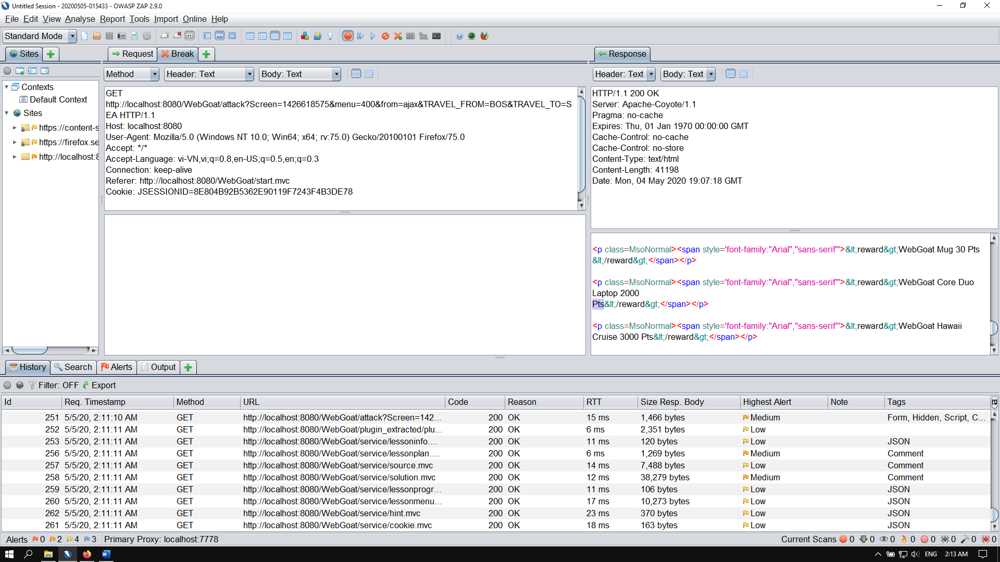 Untitled Session - 20200505-015433 - OWASP ZAP 2.9.0
File Edit View Analyse Report Tools Import Online Help
Standard Mode
Sites
Request
Break
Response
Method
Header: Text
Body: Text
Header: Text
Body: Text
Contexts
Default Context
Sites
https://content-s
https://firefox.se
http://localhost:8
GET
http://localhost:8080/WebGoat/attack?Screen=1426618575&menu=400&from=ajax&TRAVEL_FROM=BOS&TRAVEL_TO=S
EA HTTP/1.1
Host: localhost:8080
User-Agent: Mozilla/5.0 (Windows NT 10.0; Win64; x64; rv:75.0) Gecko/20100101 Firefox/75.0
Accept: */*
Accept-Language: vi-VN,vi;q=0.8,en-US;q=0.5,en;q=0.3
Connection: keep-alive
Referer: http://localhost:8080/WebGoat/start.mvc
Cookie: JSESSIONID=8E804B92B5362E90119F7243F4B3DE78
HTTP/1.1 200 OK
Server: Apache-Coyote/1.1
Pragma: no-cache
Expires: Thu, 01 Jan 1970 00:00:00 GMT
Cache-Control: no-cache
Cache-Control: no-store
Content-Type: text/html
Content-Length: 41198
Date: Mon, 04 May 2020 19:07:18 GMT
<p class=MsoNormal><span style='font-family:"Arial","sans-serif"'>&lt;reward&gt;WebGoat Mug 30 Pts
&lt;/reward&gt;</span></p>
<p class=MsoNormal><span style='font-family:"Arial","sans-serif"'>&lt;reward&gt;WebGoat Core Duo
Laptop 2000
Pts&lt;/reward&gt;</span></p>
<p class=MsoNormal><span style='font-family:"Arial","sans-serif"'>&lt;reward&gt;WebGoat Hawaii
Cruise 3000 Pts&lt;/reward&gt;</span></p>
History Search Alerts Output
Filter: OFF Export
Id Req. Timestamp Method URL Code Reason RTT Size Resp. Body Highest Alert Note Tags
251 5/5/20, 2:11:10 AM GET http://localhost:8080/WebGoat/attack?Screen=142... 200 OK 15 ms 1,466 bytes Medium Form, Hidden, Script, C...
252 5/5/20, 2:11:11 AM GET http://localhost:8080/WebGoat/plugin_extracted/plu... 200 OK 6 ms 2,351 bytes Low
253 5/5/20, 2:11:11 AM GET http://localhost:8080/WebGoat/service/lessoninfo.... 200 OK 11 ms 120 bytes Low JSON
256 5/5/20, 2:11:11 AM GET http://localhost:8080/WebGoat/service/lessonplan.... 200 OK 6 ms 1,269 bytes Medium Comment
257 5/5/20, 2:11:11 AM GET http://localhost:8080/WebGoat/service/source.mvc 200 OK 14 ms 7,488 bytes Low Comment
258 5/5/20, 2:11:11 AM GET http://localhost:8080/WebGoat/service/solution.mvc 200 OK 12 ms 38,279 bytes Medium Comment
259 5/5/20, 2:11:11 AM GET http://localhost:8080/WebGoat/service/lessonprogr... 200 OK 11 ms 106 bytes Low JSON
260 5/5/20, 2:11:11 AM GET http://localhost:8080/WebGoat/service/lessonmenu... 200 OK 17 ms 10,273 bytes Low JSON
262 5/5/20, 2:11:11 AM GET http://localhost:8080/WebGoat/service/hint.mvc 200 OK 23 ms 370 bytes Low JSON
261 5/5/20, 2:11:11 AM GET http://localhost:8080/WebGoat/service/cookie.mvc 200 OK 18 ms 163 bytes Low JSON
Alerts 0 2 4 3 Primary Proxy: localhost:7778 Current Scans 0 0 0 0 0 0 0 0
ENG 2:13 AM